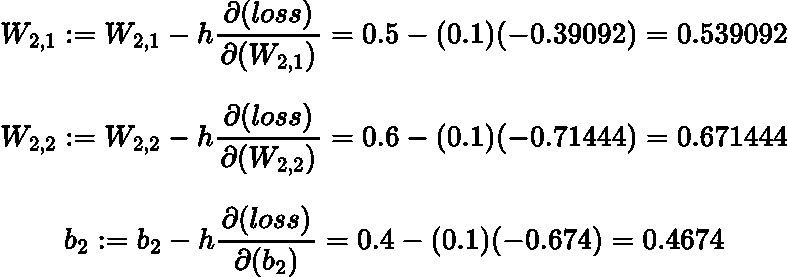 W_{2,1} := W_{2,1} - h \frac{\partial(loss)}{\partial(W_{2,1})} = 0.5 - (0.1)(-0.39092) = 0.539092
W_{2,2} := W_{2,2} - h \frac{\partial(loss)}{\partial(W_{2,2})} = 0.6 - (0.1)(-0.71444) = 0.671444
b_2 := b_2 - h \frac{\partial(loss)}{\partial(b_2)} = 0.4 - (0.1)(-0.674) = 0.4674